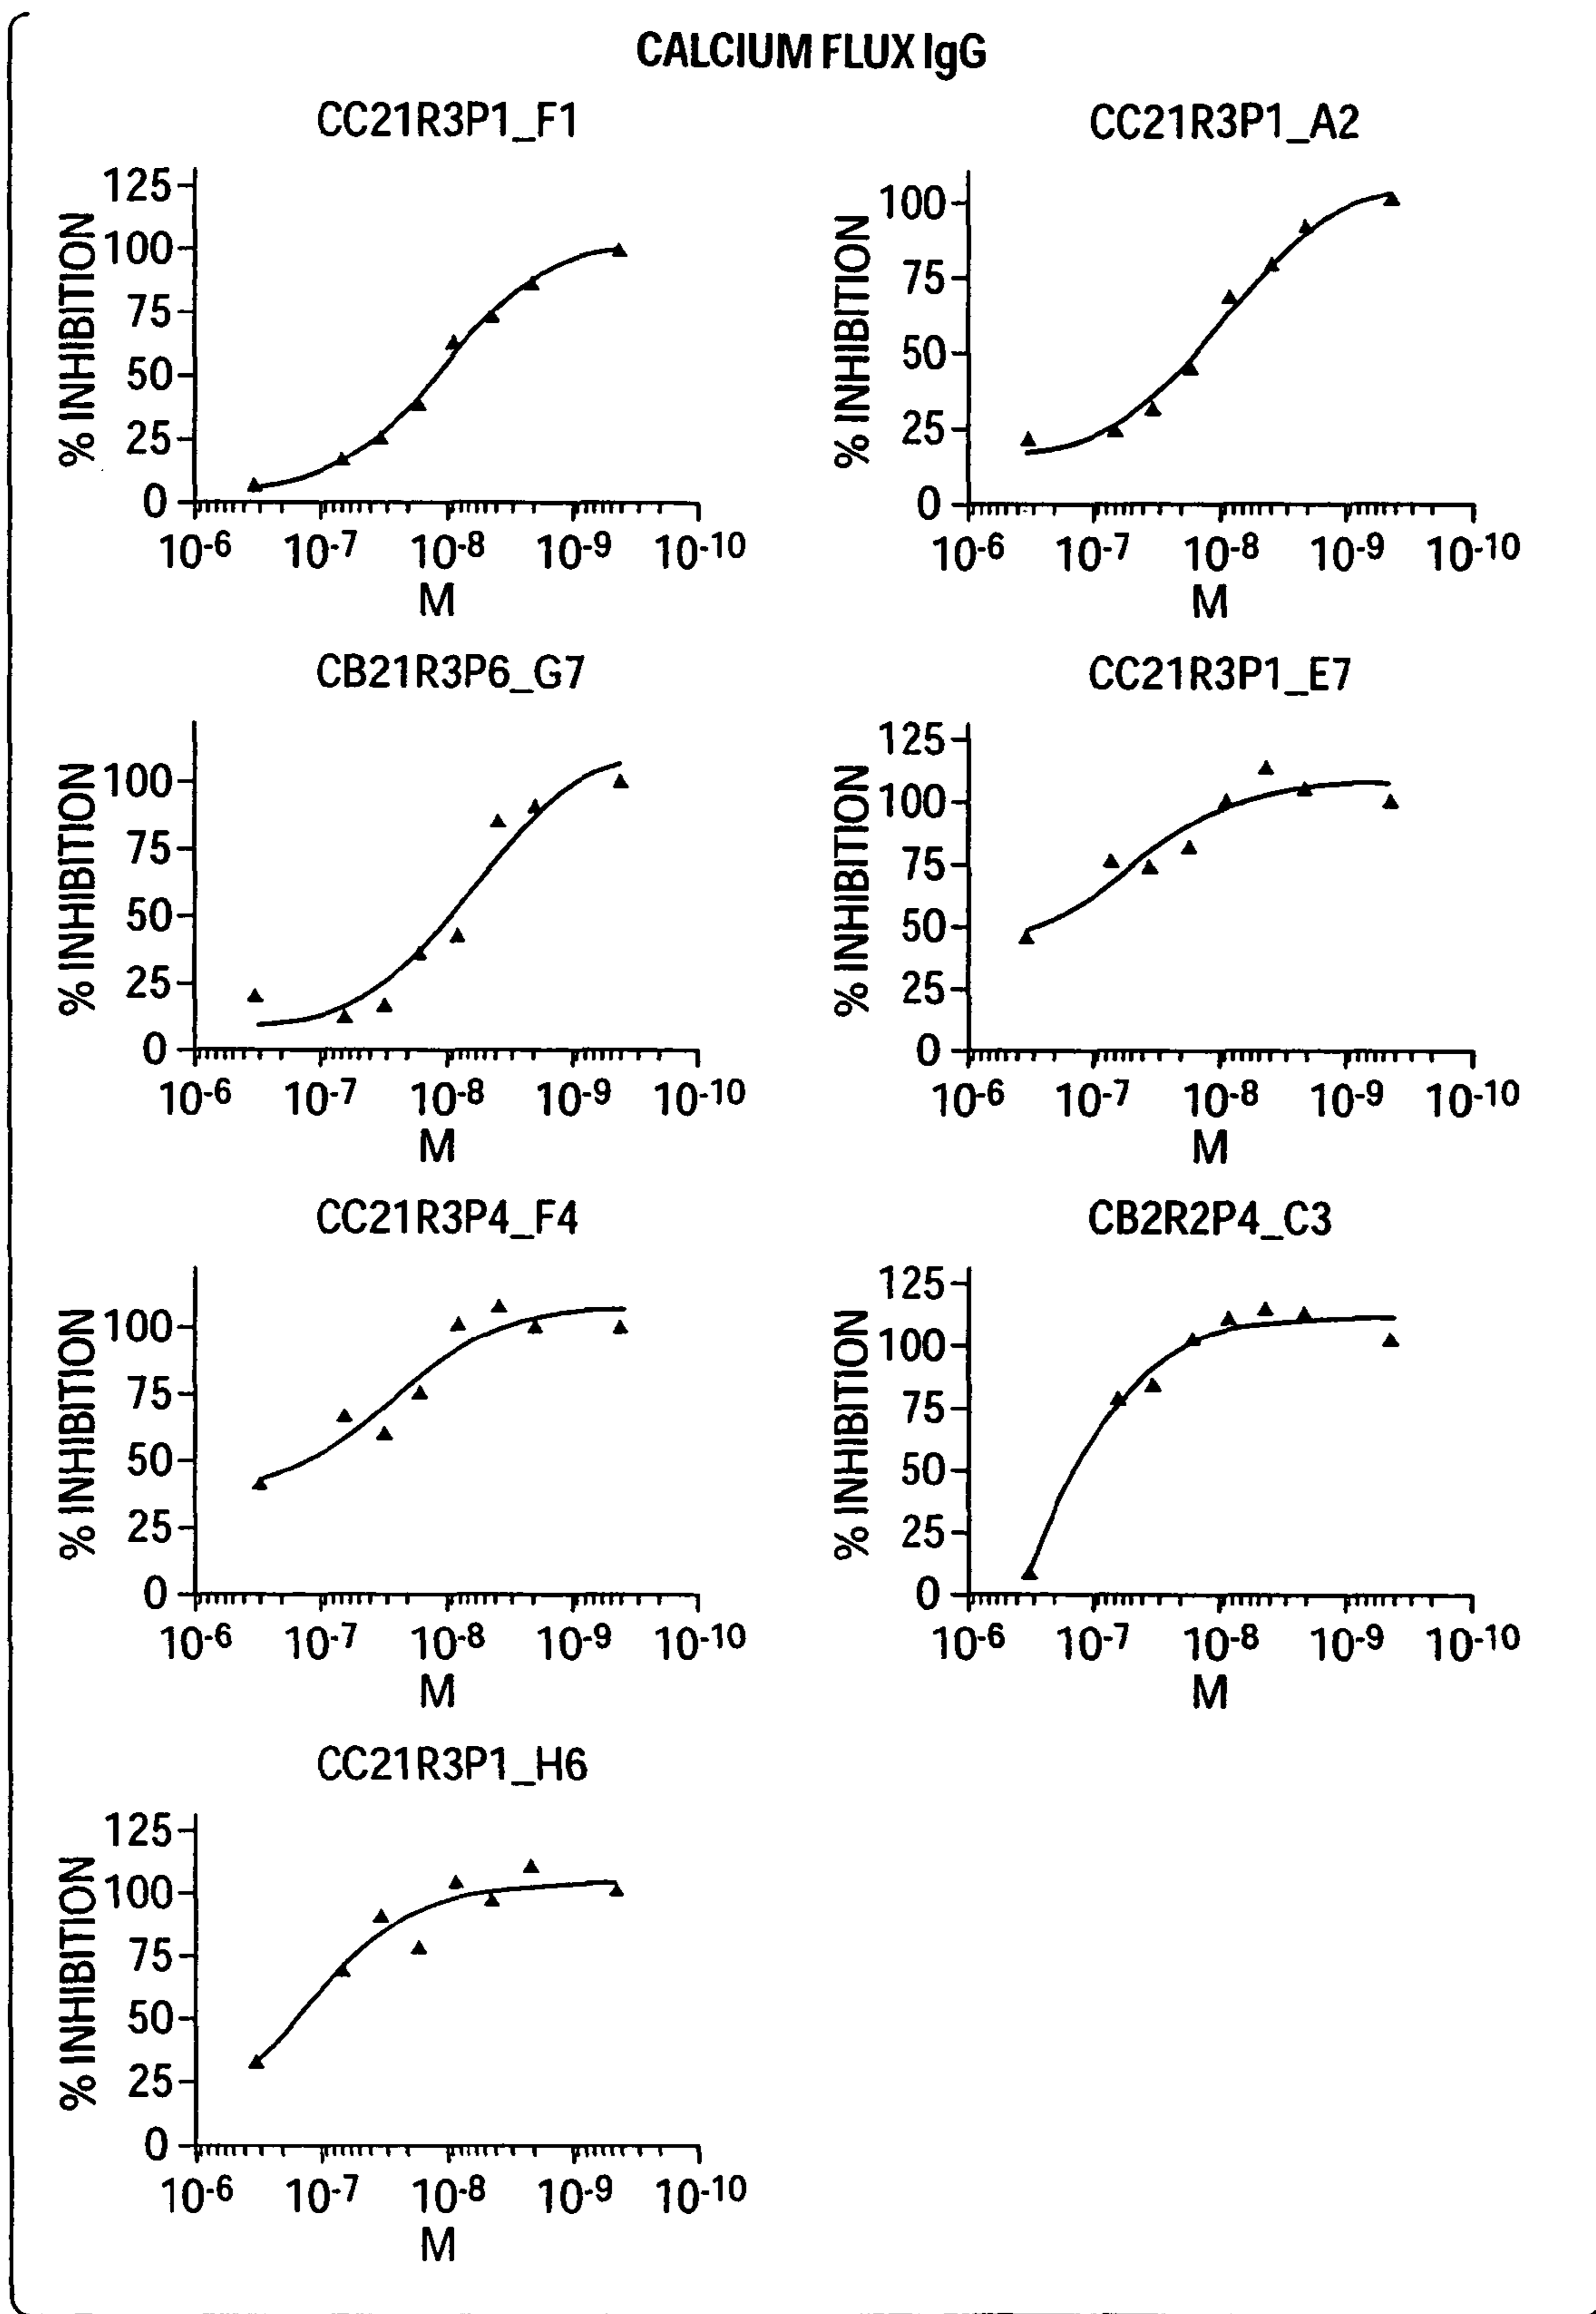 CALCIUM FLUX IgG
CC21R3P1_F1
% INHIBITION
125
100
75
50
25
0
10-6 10-7 10-8 10-9 10-10
M
CC21R3P1_A2
% INHIBITION
100
75
50
25
0
10-6 10-7 10-8 10-9 10-10
M
CB21R3P6_G7
% INHIBITION
100
75
50
25
0
10-6 10-7 10-8 10-9 10-10
M
CC21R3P1_E7
% INHIBITION
125
100
75
50
25
0
10-6 10-7 10-8 10-9 10-10
M
CC21R3P4_F4
% INHIBITION
100
75
50
25
0
10-6 10-7 10-8 10-9 10-10
M
CB2R2P4_C3
% INHIBITION
125
100
75
50
25
0
10-6 10-7 10-8 10-9 10-10
M
CC21R3P1_H6
% INHIBITION
125
100
75
50
25
0
10-6 10-7 10-8 10-9 10-10
M